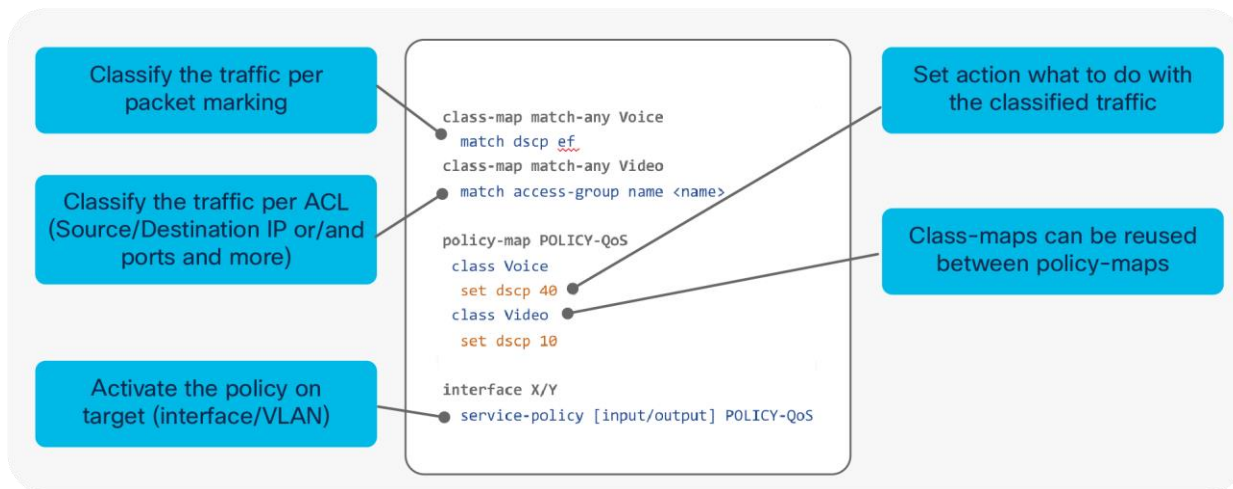 Classify the traffic per
packet marking
Classify the traffic per ACL
(Source/Destination IP or/and
ports and more)
Activate the policy on
target (interface/VLAN)
class-map match-any Voice
match dscp ef
class-map match-any Video
match access-group name <name>
policy-map POLICY-QoS
class Voice
set dscp 40
class Video
set dscp 10
interface X/Y
service-policy [input/output] POLICY-QoS
Set action what to do with
the classified traffic
Class-maps can be reused
between policy-maps